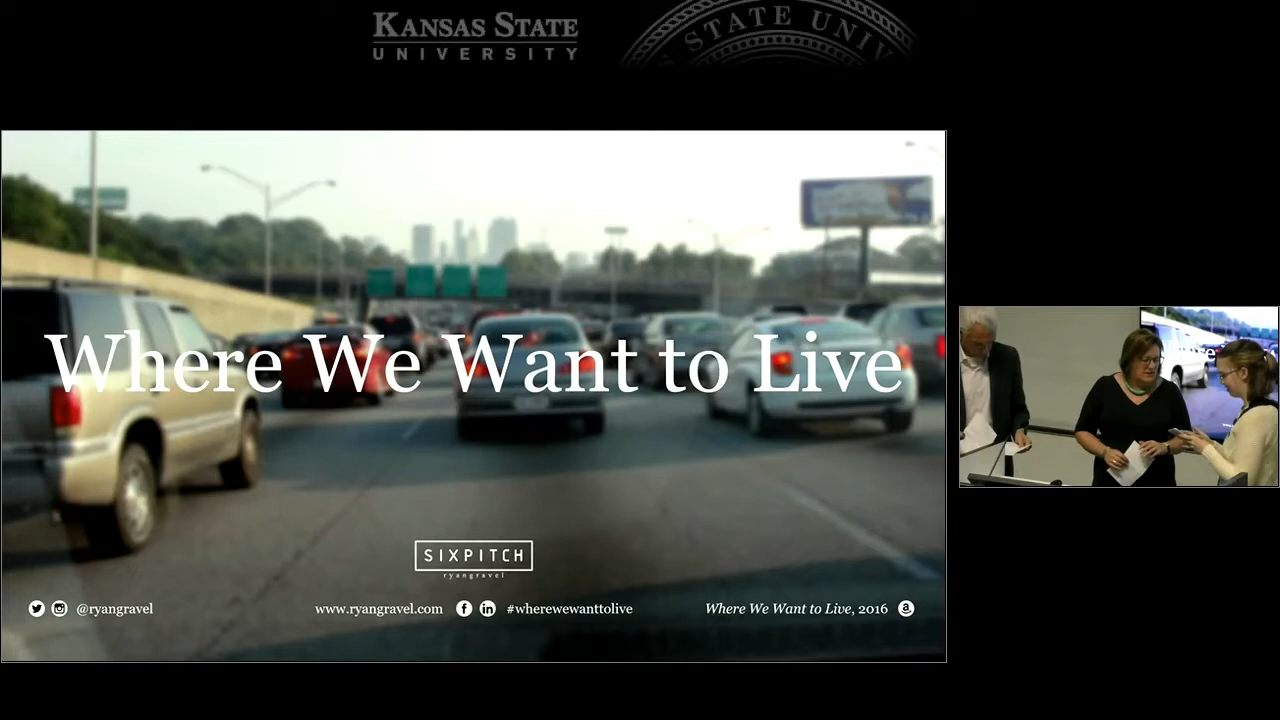 KANSAS STATE
UNIVERSITY
STATE UNIV
Where We Want to Live
SIXPITCH
ryangravel
@ryangravel
www.ryangravel.com
#wherewewanttolive
Where We Want to Live, 2016